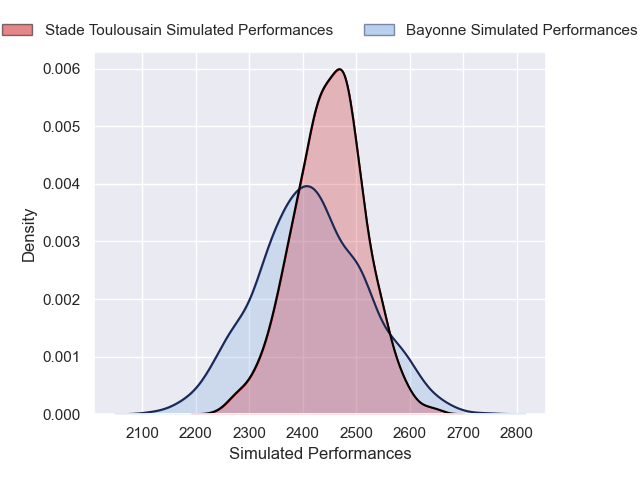 Stade Toulousain Simulated Performances Bayonne Simulated Performances
0.006
0.005
0.004
0.003
0.002
0.001
0.000
Density
2100 2200 2300 2400 2500 2600 2700 2800
Simulated Performances